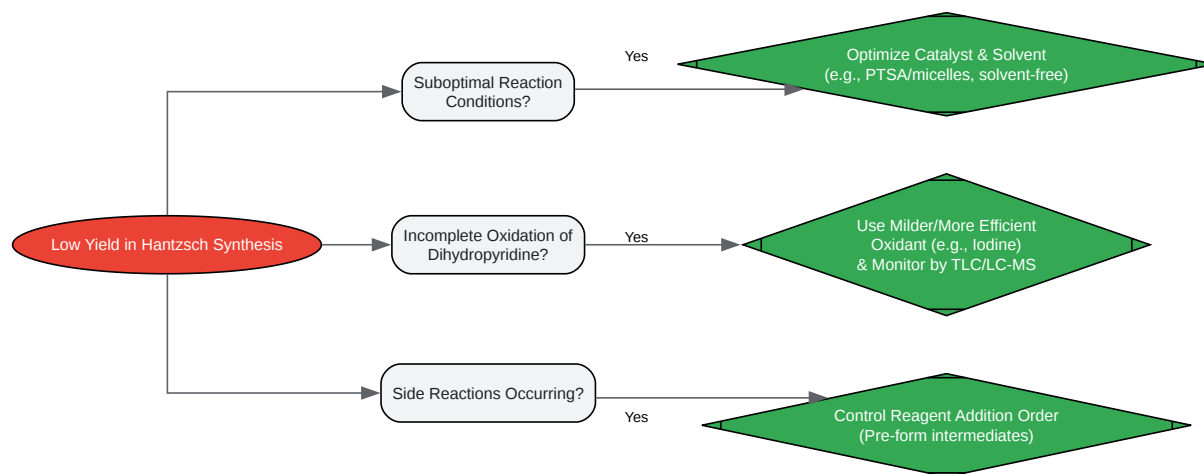 Low Yield in Hantzsch Synthesis
Suboptimal Reaction
Conditions?
Yes
Optimize Catalyst & Solvent
(e.g., PTSA/micelles, solvent-free)
Incomplete Oxidation of
Dihydropyridine?
Yes
Use Milder/More Efficient
Oxidant (e.g., Iodine)
& Monitor by TLC/LC-MS
Side Reactions Occurring?
Yes
Control Reagent Addition Order
(Pre-form intermediates)